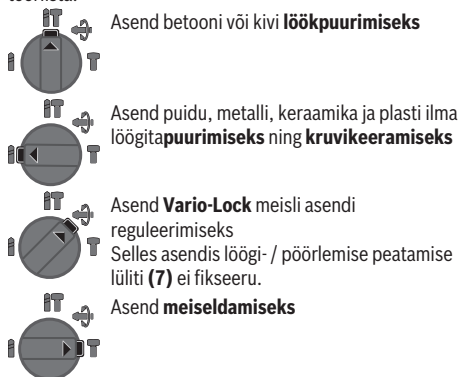 Asend betooni või kivi löökpuurimiseks
Asend puidu, metalli, keraamika ja plasti ilma
löögitapuurimiseks ning kruvikeeramiseks
Asend Vario-Lock meisli asendi
reguleerimiseks
Selles asendis löögi- / pöörlemise peatamise
lüliti (7) ei fikseeru.
Asend meiseldamiseks